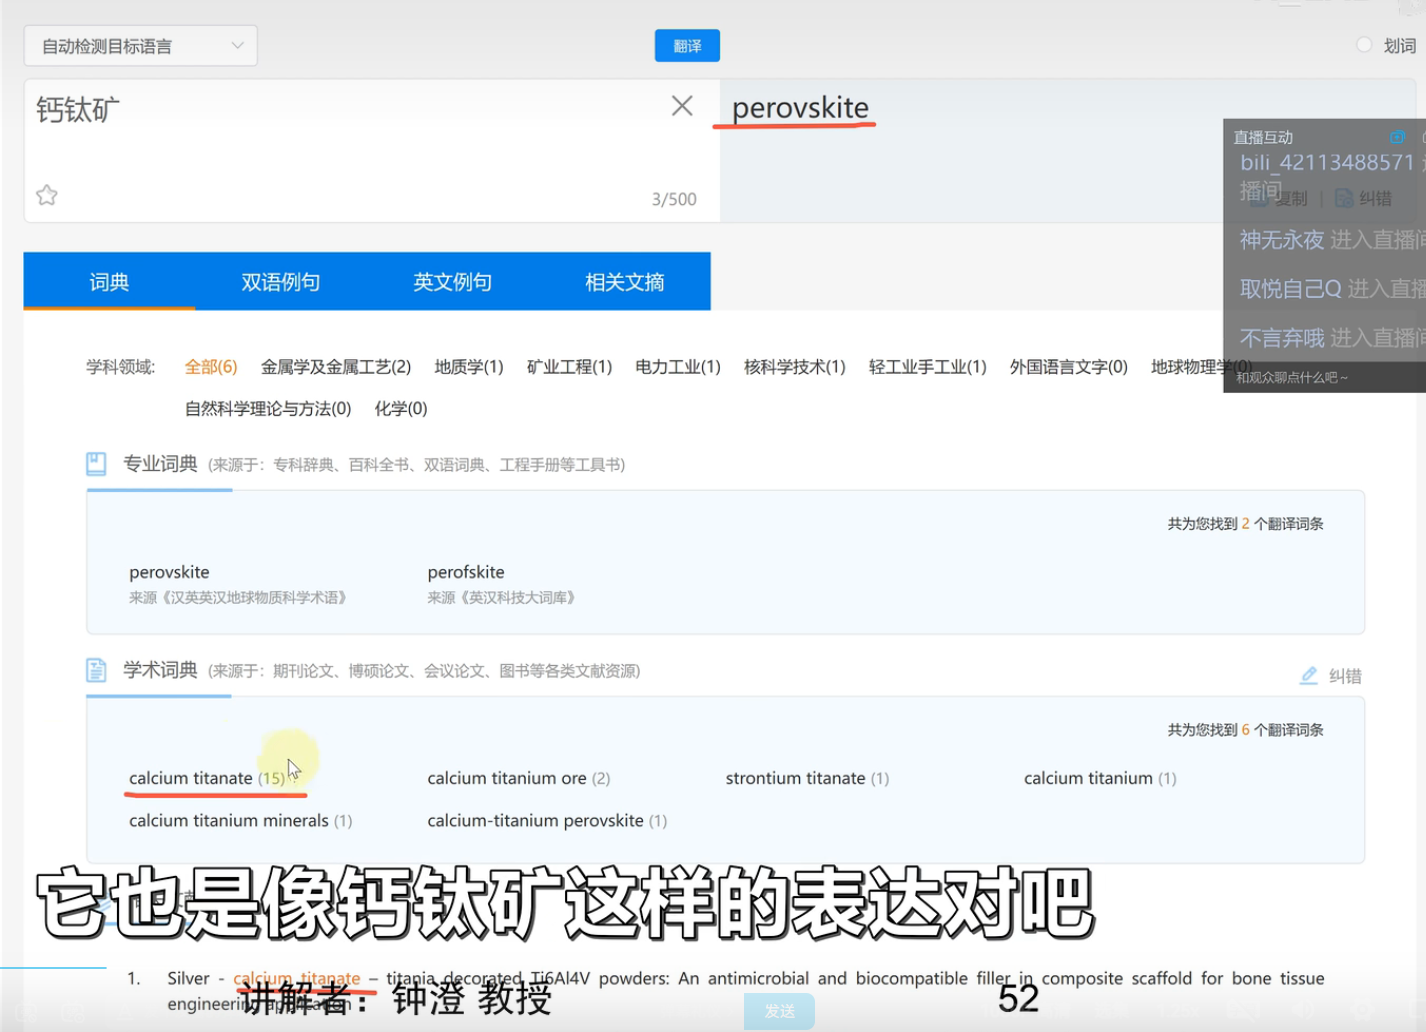 自动检测目标语言
翻译
划词
钙钛矿
3/500
perovskite
直播互动
bili_42113488571
播间
复制 | 纠错
神无永夜 进入直播间
取悦自己Q 进入直播
不言弃哦 进入直播间
和观众聊点什么吧~
词典 双语例句 英文例句 相关文摘
学科领域: 全部(6) 金属学及金属工艺(2) 地质学(1) 矿业工程(1) 电力工业(1) 核科学技术(1) 轻工业手工业(1) 外国语言文字(0) 地球物理学(0)
自然科学理论与方法(0) 化学(0)
专业词典 (来源于: 专科辞典、百科全书、双语词典、工程手册等工具书)
共为您找到 2 个翻译词条
perovskite perofskite
来源《汉英英汉地球物质科学术语》 来源《英汉科技大词库》
学术词典 (来源于: 期刊论文、博硕论文、会议论文、图书等各类文献资源)
纠错
共为您找到 6 个翻译词条
calcium titanate (15) calcium titanium ore (2) strontium titanate (1) calcium titanium (1)
calcium titanium minerals (1) calcium-titanium perovskite (1)
它也是像钙钛矿这样的表达对吧
1. Silver - calcium titanate – titania decorated Ti6Al4V powders: An antimicrobial and biocompatible filler in composite scaffold for bone tissue
engineering application
讲解者：钟澄 教授
52
发送